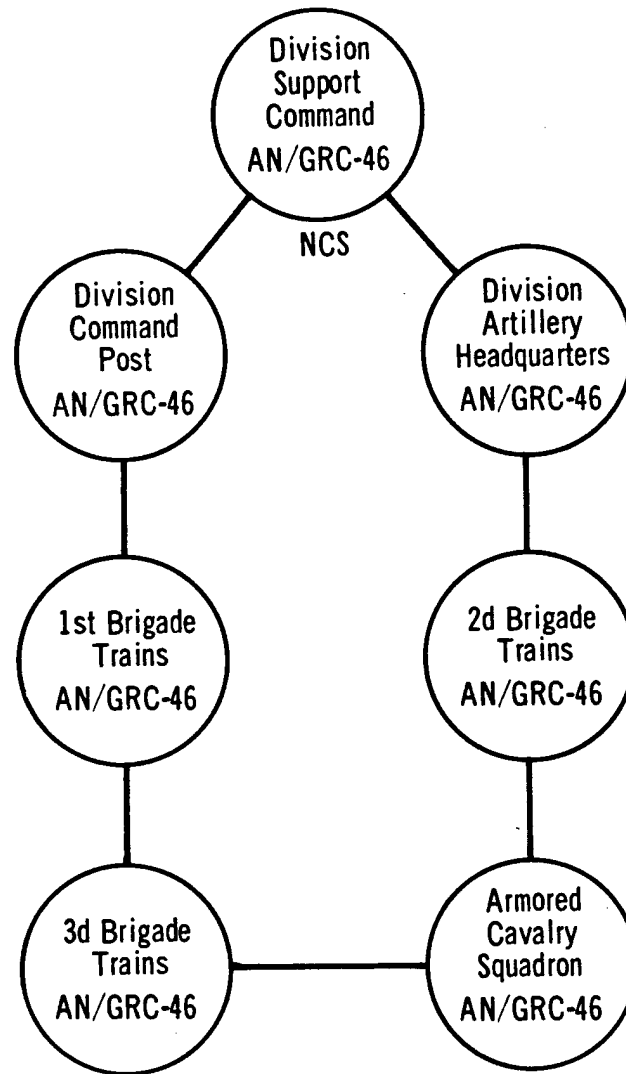 Division
Support
Command
AN/GRC-46
NCS
Division
Command
Post
AN/GRC-46
Division
Artillery
Headquarters
AN/GRC-46
1st Brigade
Trains
AN/GRC-46
2d Brigade
Trains
AN/GRC-46
3d Brigade
Trains
AN/GRC-46
Armored
Cavalry
Squadron
AN/GRC-46